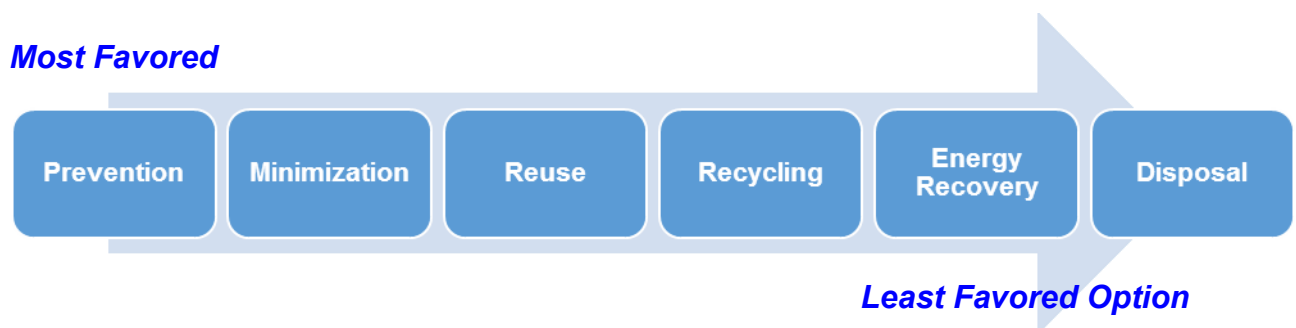 Most Favored
Prevention
Minimization
Reuse
Recycling
Energy
Recovery
Disposal
Least Favored Option